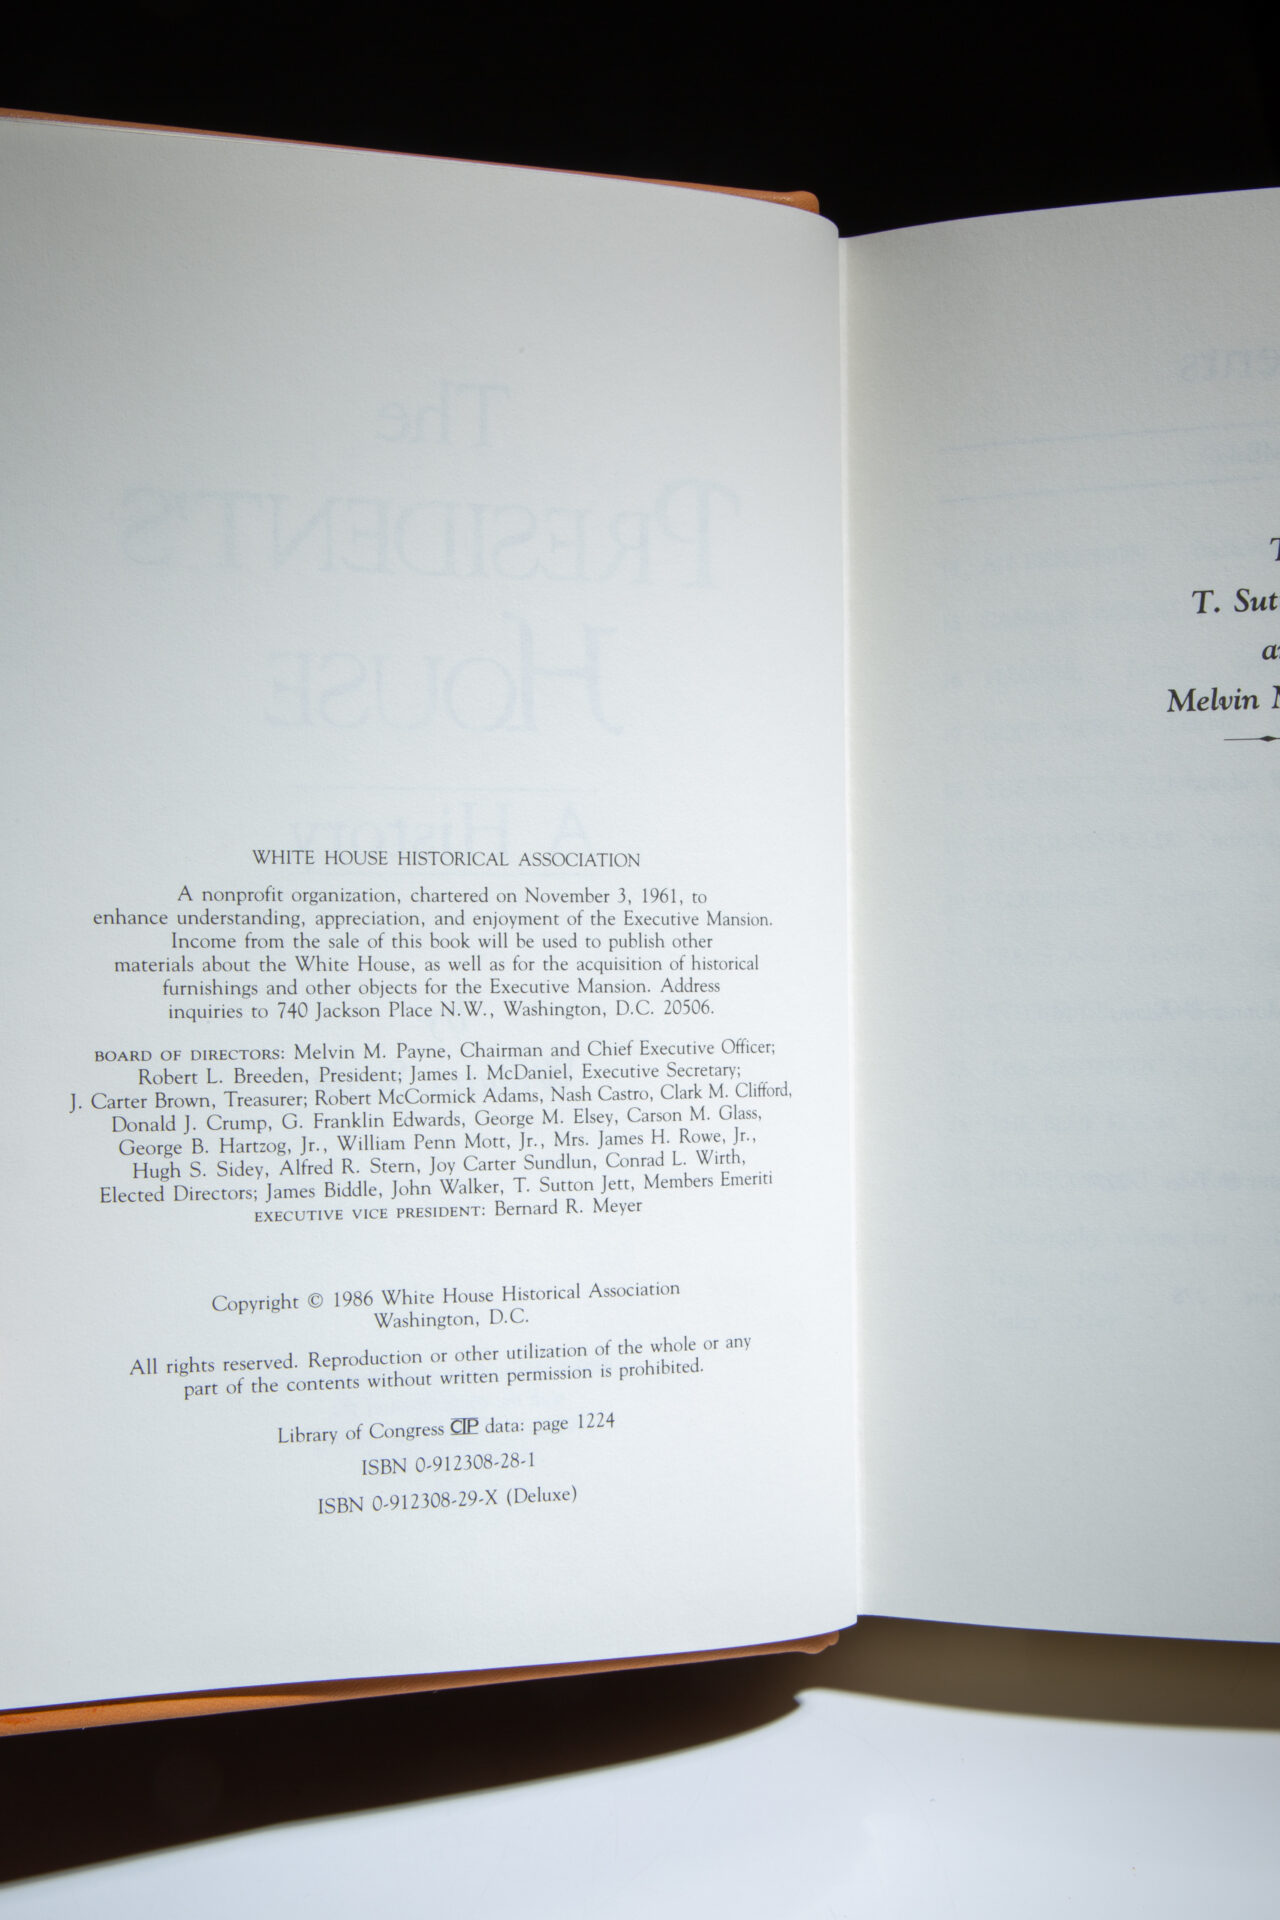 WHITE HOUSE HISTORICAL ASSOCIATION
A nonprofit organization, chartered on November 3, 1961, to
enhance understanding, appreciation, and enjoyment of the Executive Mansion.
Income from the sale of this book will be used to publish other
materials about the White House, as well as for the acquisition of historical
furnishings and other objects for the Executive Mansion. Address
inquiries to 740 Jackson Place N.W., Washington, D.C. 20506.
BOARD OF DIRECTORS: Melvin M. Payne, Chairman and Chief Executive Officer;
Robert L. Breeden, President; James I. McDaniel, Executive Secretary;
J. Carter Brown, Treasurer; Robert McCormick Adams, Nash Castro, Clark M. Clifford,
Donald J. Crump, G. Franklin Edwards, George M. Elsey, Carson M. Glass,
George B. Hartzog, Jr., William Penn Mott, Jr., Mrs. James H. Rowe, Jr.,
Hugh S. Sidey, Alfred R. Stern, Joy Carter Sundlun, Conrad L. Wirth,
Elected Directors; James Biddle, John Walker, T. Sutton Jett, Members Emeriti
EXECUTIVE VICE PRESIDENT: Bernard R. Meyer
Copyright © 1986 White House Historical Association
Washington, D.C.
All rights reserved. Reproduction or other utilization of the whole or any
part of the contents without written permission is prohibited.
Library of Congress CIP data: page 1224
ISBN 0-912308-28-1
ISBN 0-912308-29-X (Deluxe)
The
PRESIDENT'S
HOUSE
A History
T. Sut
Melvin